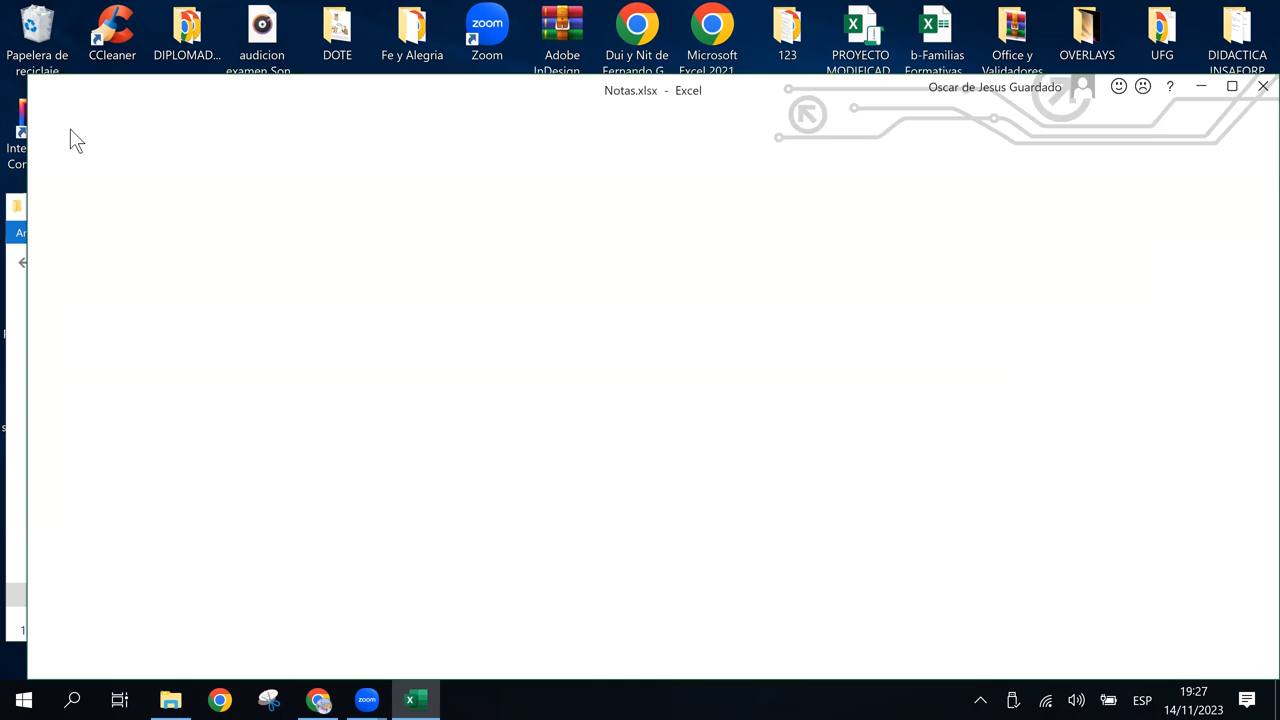 Papelera de
reciclaje
CCleaner
DIPLOMAD...
audicion
examen Son
DOTE
Fe y Alegria
zoom
Zoom
Adobe
InDesign
Dui y Nit de
Fernando G
Microsoft
Excel 2021
123
PROYECTO
MODIFICAD
b-Familias
Formativas
Office y
Validadores
OVERLAYS
UFG
DIDACTICA
INSAFORP
Notas.xlsx - Excel
Oscar de Jesus Guardado
?
Inte
Cor
Ar
1
zoom
ESP
19:27
14/11/2023